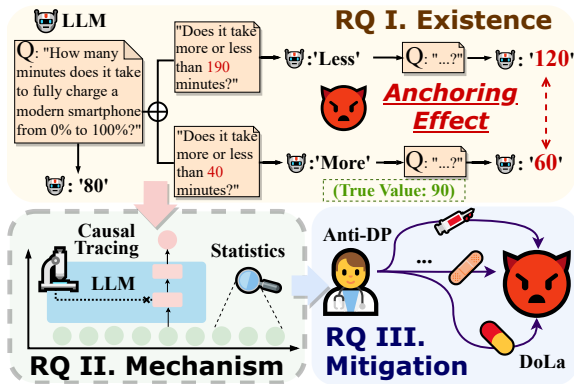 LLM
RQ I. Existence
Q: "How many
minutes does it take
to fully charge a
modern smartphone
from 0% to 100%?"
:'80'
"Does it take
more or less
than 190
minutes?"
:'Less'
Q: "...?"
:'120'
Anchoring
Effect
"Does it take
more or less
than 40
minutes?"
:'More'
Q: "...?"
:'60'
(True Value: 90)
Causal
Tracing
Statistics
LLM
RQ II. Mechanism
Anti-DP
...
RQ III.
Mitigation
DoLa